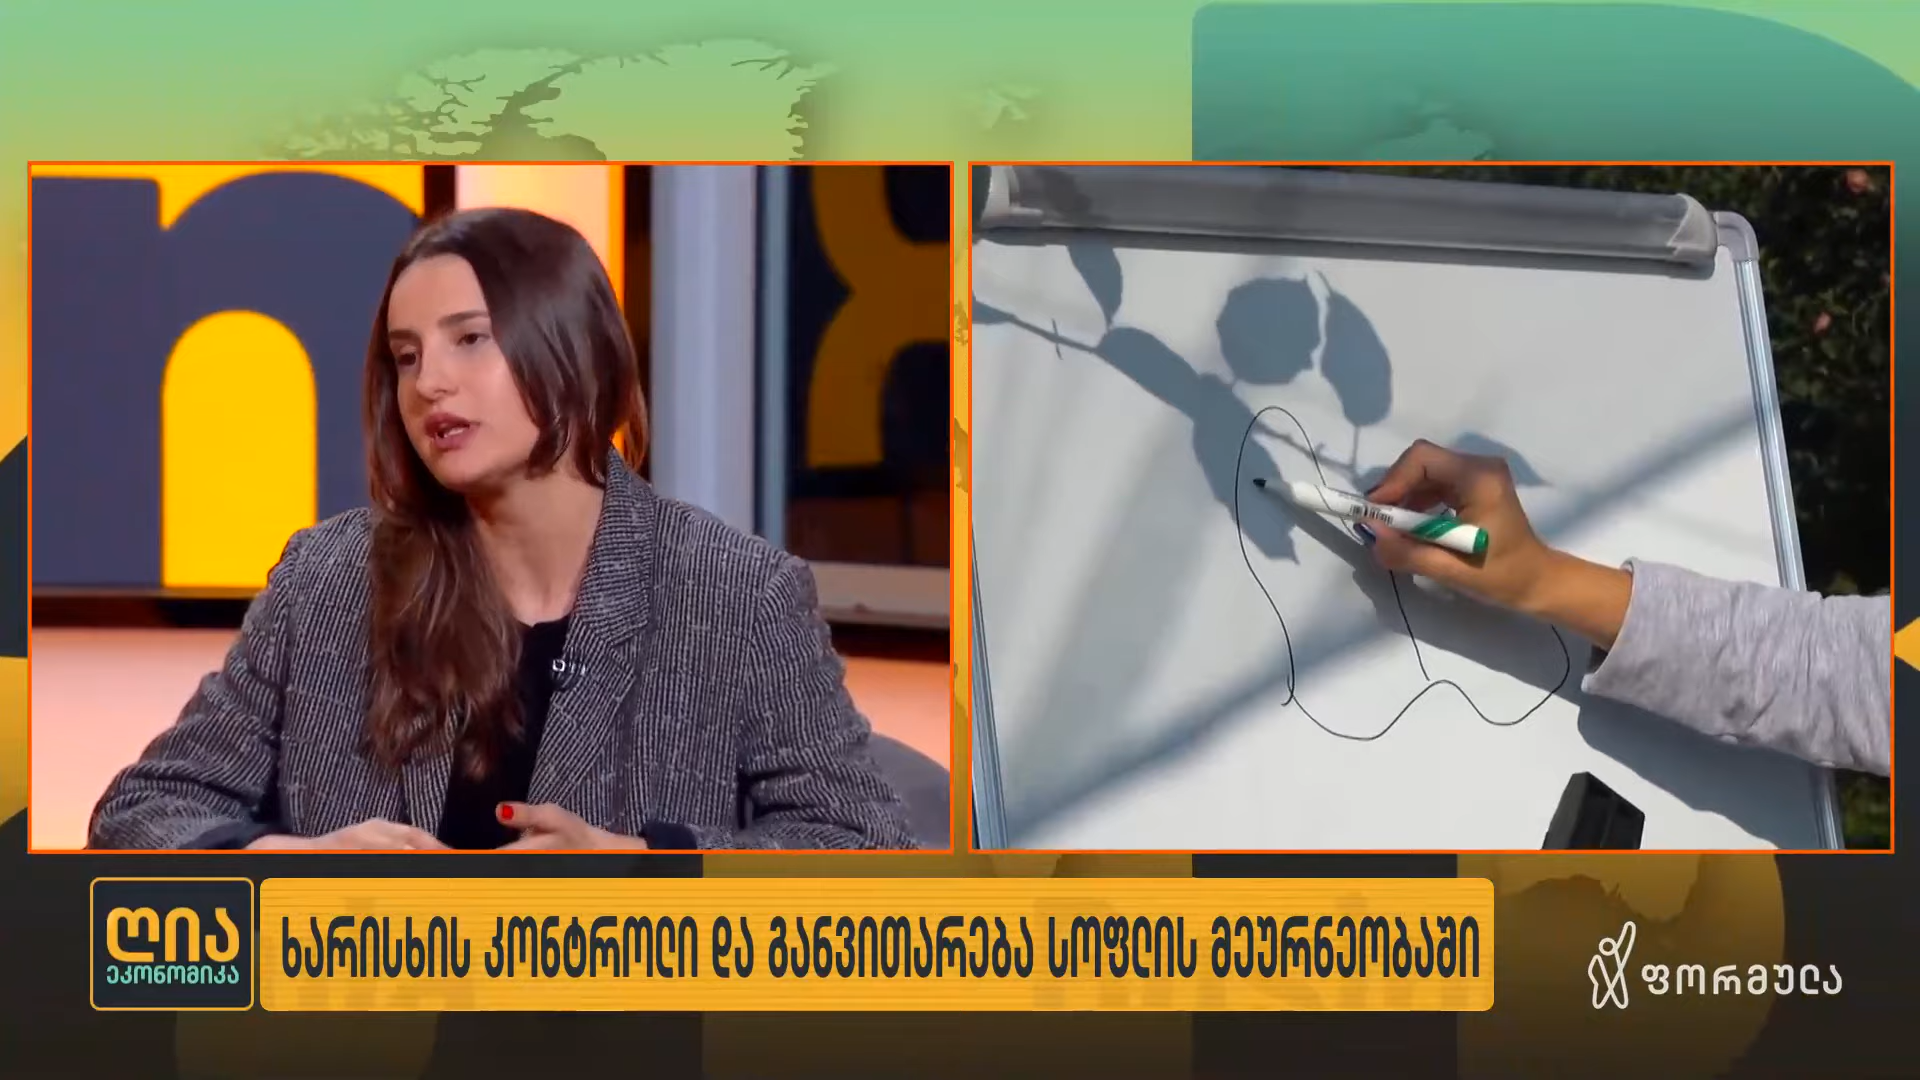 ღია
ეკონომიკა
ხარისხის კონტროლი და განვითარება სოფლის მეურნეობაში
ფორმულა